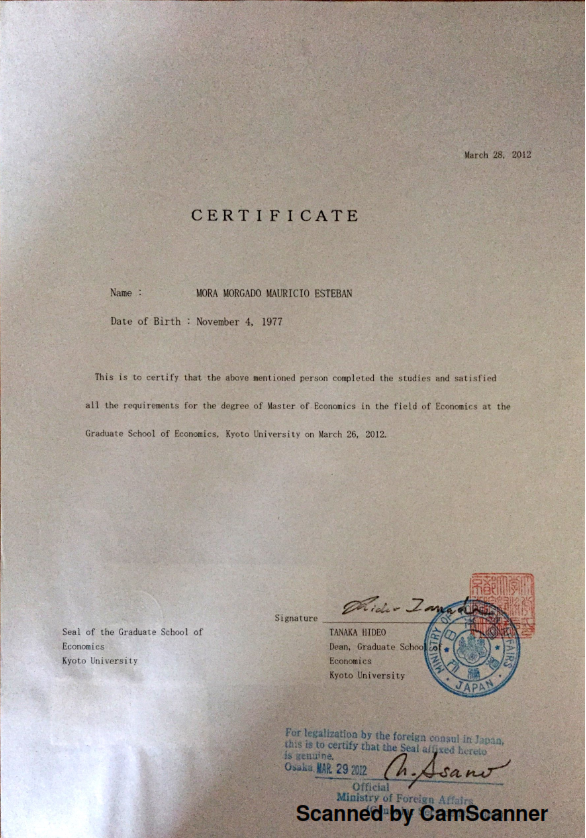 March 28, 2012
CERTIFICATE
Name : MORA MORGADO MAURICIO ESTEBAN
Date of Birth : November 4, 1977
This is to certify that the above mentioned person completed the studies and satisfied
all the requirements for the degree of Master of Economics in the field of Economics at the
Graduate School of Economics, Kyoto University on March 26, 2012.
Signature
Seal of the Graduate School of
Economics
Kyoto University
TANAKA HIDEO
Dean, Graduate School of
Economics
Kyoto University
MINISTRY OF AFFAIRS
JAPAN
For legalization by the foreign consul in Japan,
this is to certify that the Seal affixed hereto
is genuine.
Osaka, MAR. 29 2012 M. Asano
Official
Ministry of Foreign Affairs
Scanned by CamScanner